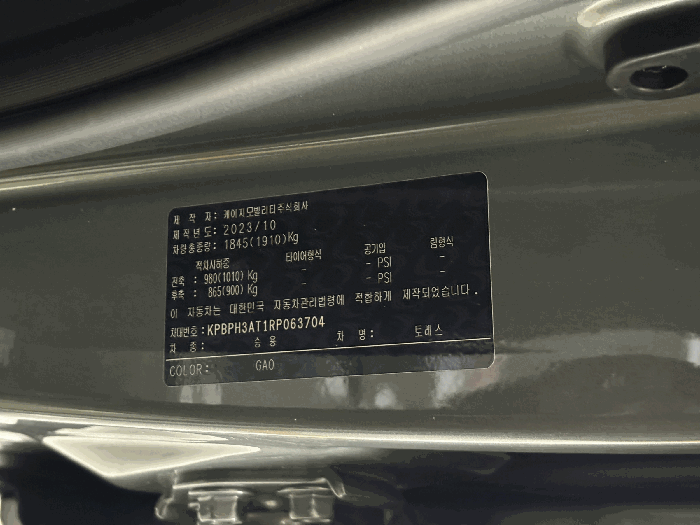 제 작 자: 케이지모빌리티주식회사
제작년도: 2023/10
차량총중량: 1845(1910)Kg
적차시하중 타이어형식 공기압 림형식
전축 : 980(1010) Kg - - PSI -
후축 : 865(900) Kg - - PSI -
이 자동차는 대한민국 자동차관리법령에 적합하게 제작되었습니다.
차대번호: KPBPH3AT1RP063704
차 종: 승용 차 명: 토레스
COLOR: GAO